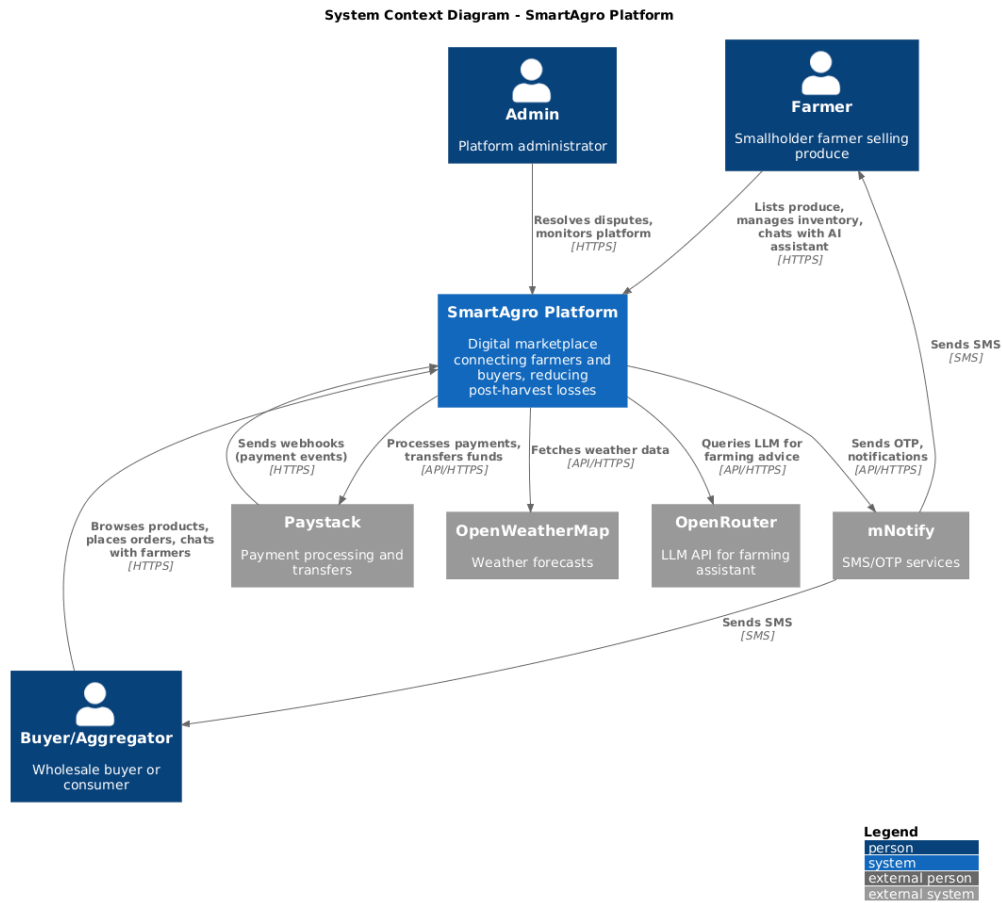 System Context Diagram - SmartAgro Platform
Admin
Platform administrator
Farmer
Smallholder farmer selling
produce
Resolves disputes,
monitors platform
[HTTPS]
Lists produce,
manages inventory,
chats with AI
assistant
[HTTPS]
SmartAgro Platform
Digital marketplace
connecting farmers and
buyers, reducing
post-harvest losses
Sends SMS
[SMS]
Sends webhooks
(payment events)
[HTTPS]
Processes payments,
transfers funds
[API/HTTPS]
Fetches weather data
[API/HTTPS]
Queries LLM for
farming advice
[API/HTTPS]
Sends OTP,
notifications
[API/HTTPS]
Browses products,
places orders, chats
with farmers
[HTTPS]
Paystack
Payment processing and
transfers
OpenWeatherMap
Weather forecasts
OpenRouter
LLM API for farming
assistant
mNotify
SMS/OTP services
Sends SMS
[SMS]
Buyer/Aggregator
Wholesale buyer or
consumer
Legend
person
system
external person
external system